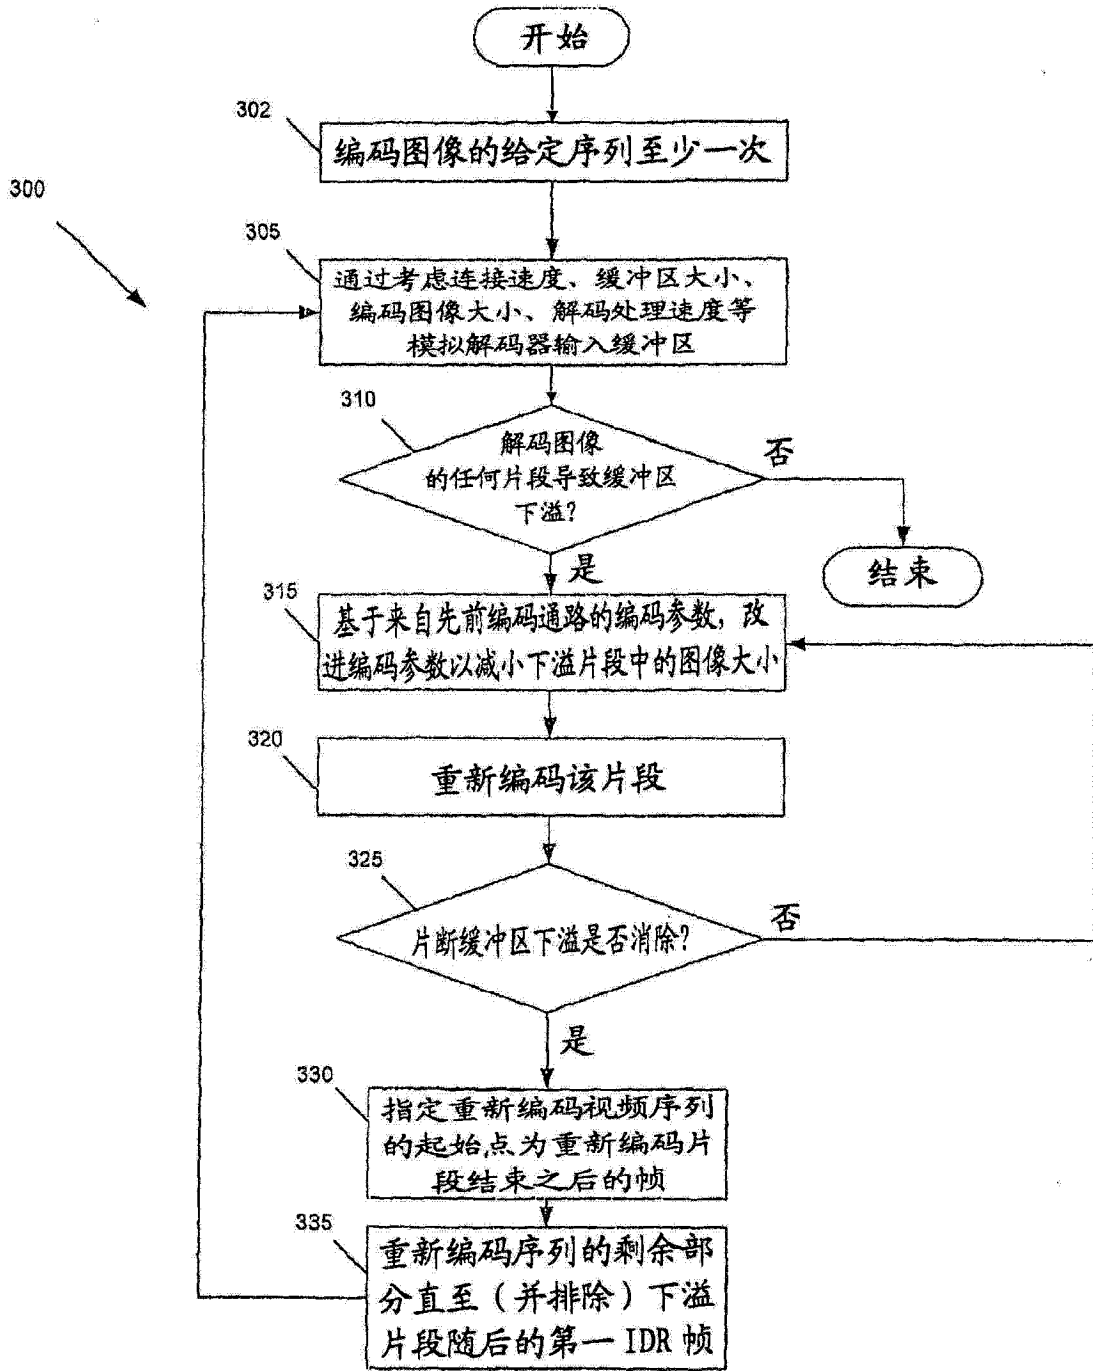 开始
302
编码图像的给定序列至少一次
300
305
通过考虑连接速度、缓冲区大小、
编码图像大小、解码处理速度等
模拟解码器输入缓冲区
310
解码图像
的任何片段导致缓冲区
下溢?
否
结束
是
315
基于来自先前编码通路的编码参数,改
进编码参数以减小下溢片段中的图像大小
320
重新编码该片段
325
片断缓冲区下溢是否消除?
否
是
330
指定重新编码视频序列
的起始点为重新编码片
段结束之后的帧
335
重新编码序列的剩余部
分直至(并排除)下溢
片段随后的第一 IDR 帧